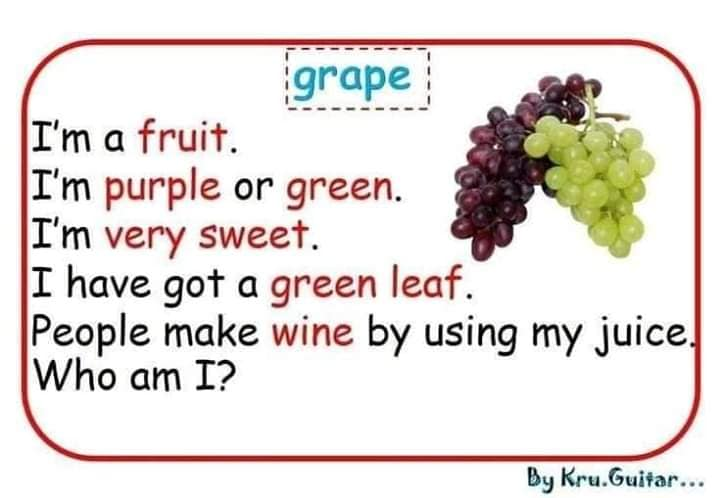 grape
I'm a fruit.
I'm purple or green.
I'm very sweet.
I have got a green leaf.
People make wine by using my juice.
Who am I?
By Kru.Guitar...